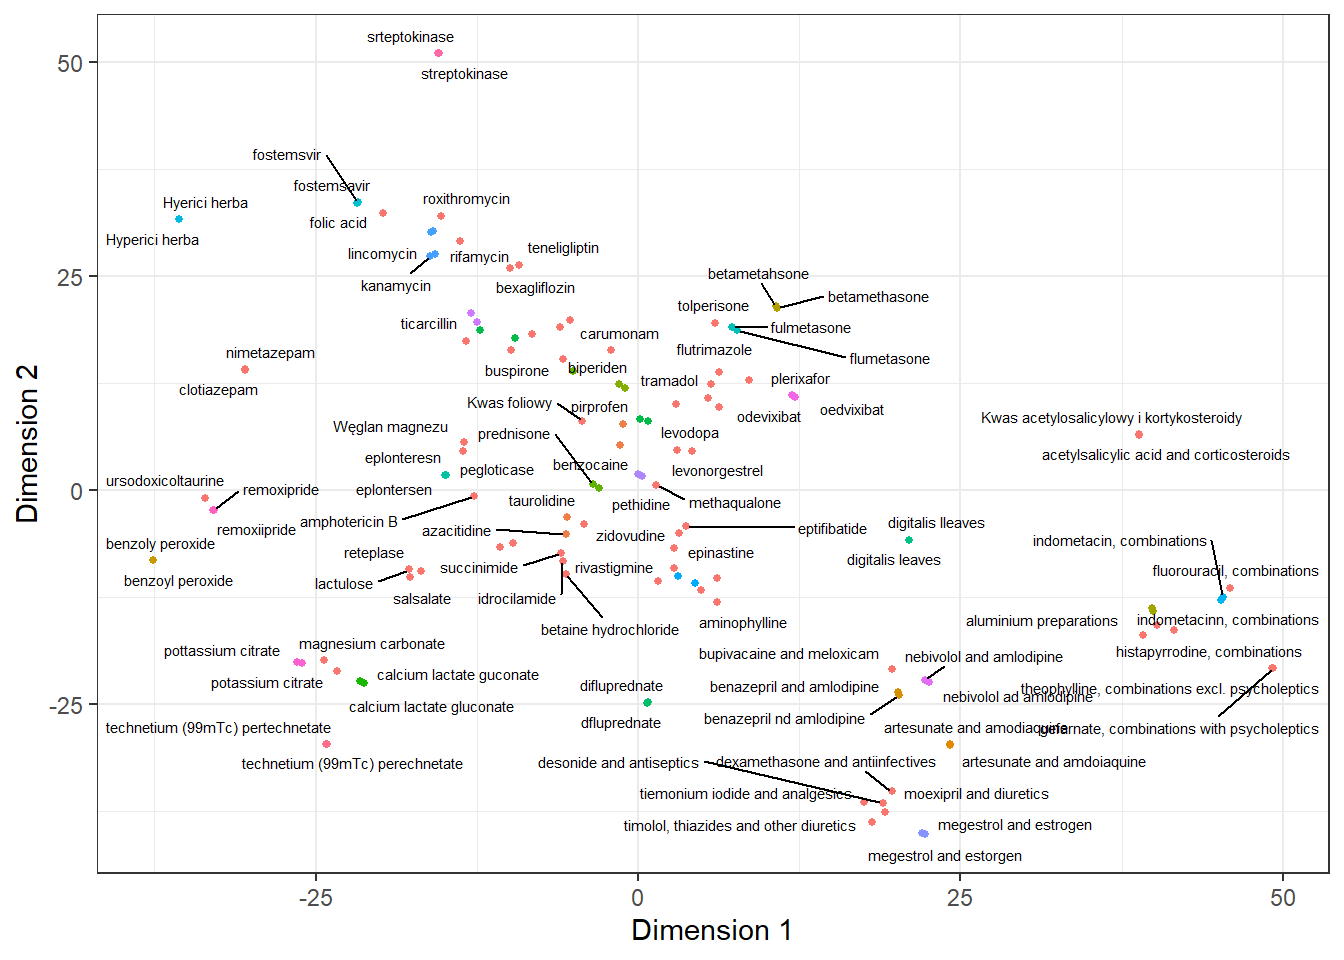 srteptokinase
50
streptokinase
fostemsvir
fostemsavir
Hyerici herba
roxithromycin
folic acid
Hyperici herba
teneligliptin
lincomycin
rifamycin
25
betametahsone
kanamycin
bexagliflozin
betamethasone
tolperisone
ticarcillin
fulmetasone
carumonam
nimetazepam
flutrimazole
flumetasone
buspirone
biperiden
tramadol
plerixafor
clotiazepam
Kwas foliowy
pirprofen
odevixibat
oedvixibat
Kwas acetylosalicylowy i kortykosteroidy
Węglan magnezu
prednisone
levodopa
eplonteresn
acetylsalicylic acid and corticosteroids
pegloticase
benzocaine
levonorgestrel
ursodoxicoltaurine
0
remoxipride
eplontersen
taurolidine
pethidine
methaqualone
remoxiipride
amphotericin B
azacitidine
zidovudine
eptifibatide
digitalis lleaves
benzoly peroxide
reteplase
epinastine
indometacin, combinations
digitalis leaves
succinimide
rivastigmine
fluorouracil, combinations
benzoyl peroxide
lactulose
salsalate
idrocilamide
aluminium preparations
indometacinn, combinations
betaine hydrochloride
aminophylline
pottassium citrate
magnesium carbonate
bupivacaine and meloxicam
nebivolol and amlodipine
histapyrrodine, combinations
potassium citrate
calcium lactate guconate
difluprednate
benazepril and amlodipine
nebivolol ad amlodipine
theophylline, combinations excl. psycholeptics
-25
calcium lactate gluconate
dfluprednate
benazepril nd amlodipine
technetium (99mTc) pertechnetate
artesunate and amodiaquine
gefarnate, combinations with psycholeptics
technetium (99mTc) perechnetate
desonide and antiseptics
dexamethasone and antiinfectives
artesunate and amdoiaquine
tiemonium iodide and analgesics
moexipril and diuretics
timolol, thiazides and other diuretics
megestrol and estrogen
megestrol and estorgen
-25
0
25
50
Dimension 1
Dimension 2